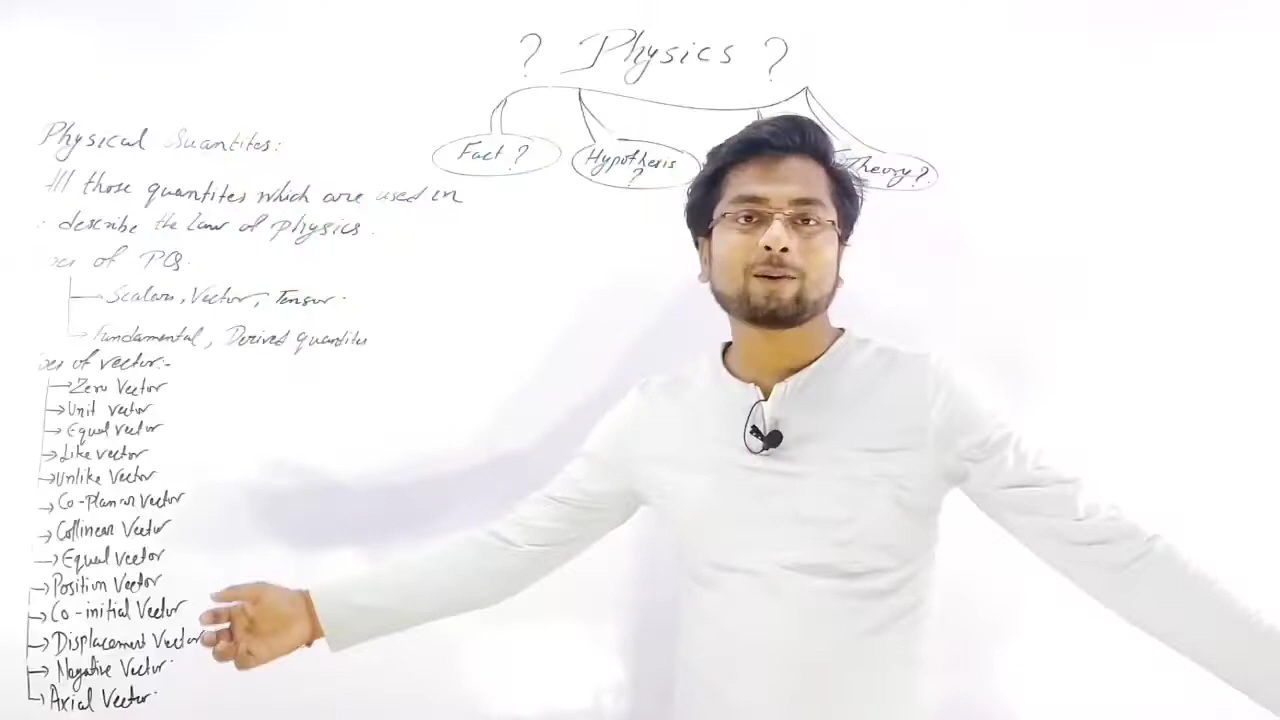 ? Physics ?
Fact ?
Hypothesis
?
Theory ?
Physical Quantites:
All those quantites which are used in
describe the Law of physics.
of PQ.
Scalars, Vector, Tensor.
Fundamental, Derived quantites
of vector:-
Zero Vector
Unit vector
Equal vector
Like vector
Unlike Vector
Co-planar Vector
Collinear Vector
Equal vector
Position Vector
Co-initial Vector
Displacement Vector
Negative Vector.
Axial Vector.